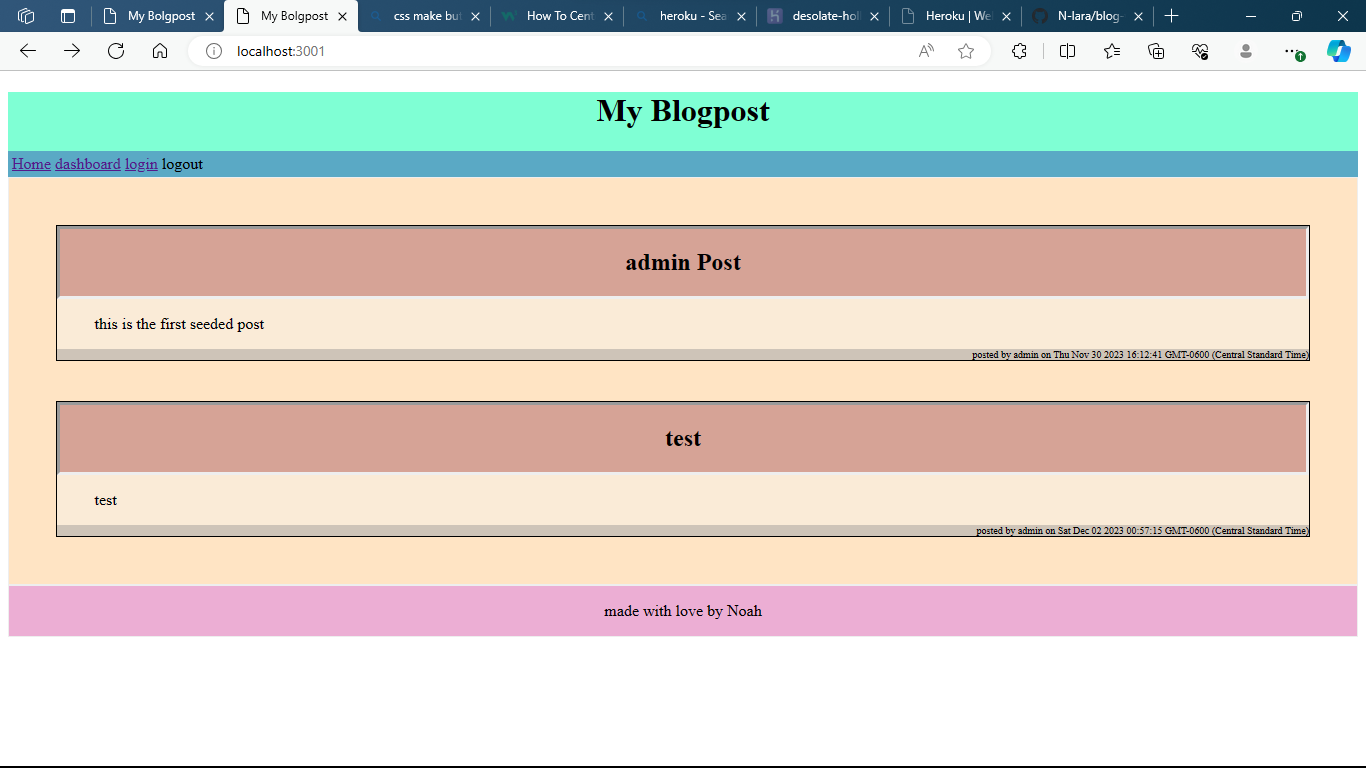 My Bolgpost
My Bolgpost
css make but
How To Cent
heroku - Sea
desolate-holl
Heroku | We
N-lara/blog-
localhost:3001
My Blogpost
Home dashboard login logout
admin Post
this is the first seeded post
posted by admin on Thu Nov 30 2023 16:12:41 GMT-0600 (Central Standard Time)
test
test
posted by admin on Sat Dec 02 2023 00:57:15 GMT-0600 (Central Standard Time)
made with love by Noah